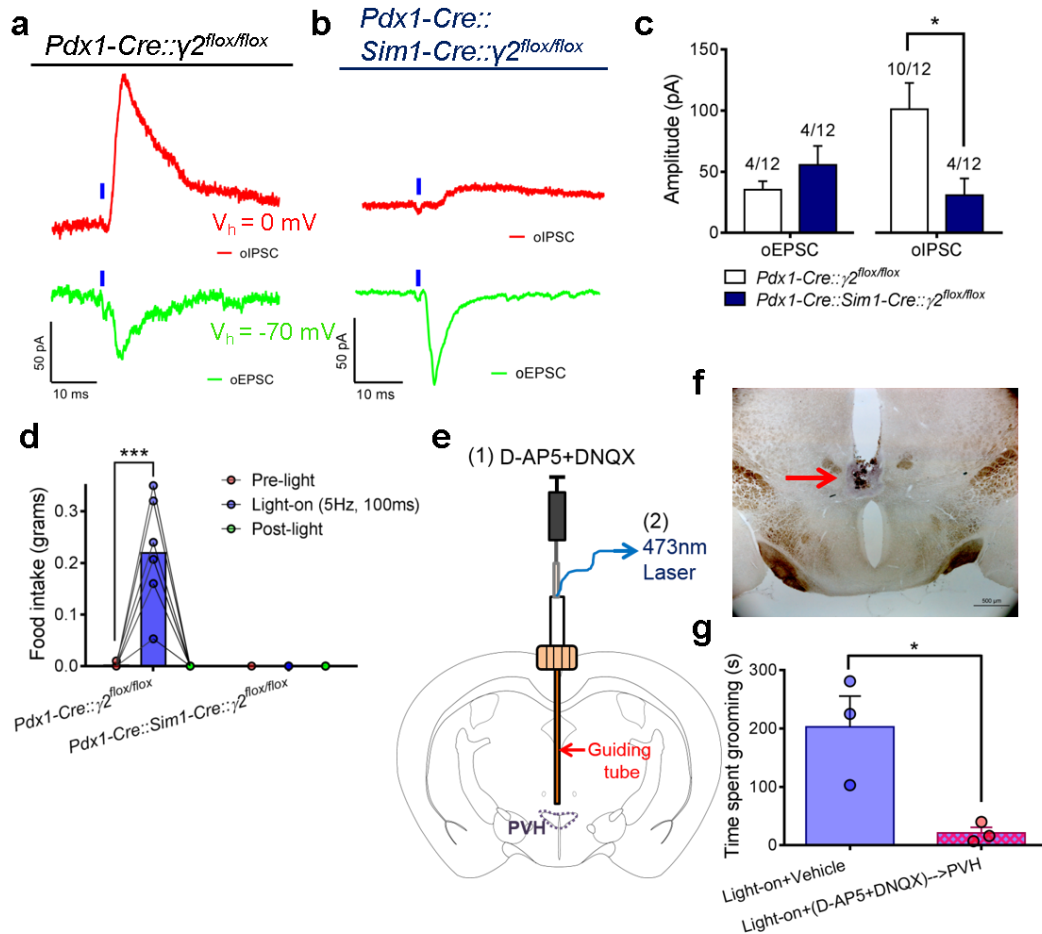 a
Pdx1-Cre::γ2flox/flox
Vh = 0 mV
oIPSC
Vh = -70 mV
50 pA
10 ms
oEPSC
b
Pdx1-Cre::
Sim1-Cre::γ2flox/flox
oIPSC
50 pA
10 ms
oEPSC
c
*
150
100
50
0
Amplitude (pA)
4/12
4/12
10/12
4/12
oEPSC
oIPSC
Pdx1-Cre::γ2flox/flox
Pdx1-Cre::Sim1-Cre::γ2flox/flox
d
***
Food intake (grams)
0.3
0.2
0.1
0.0
Pre-light
Light-on (5Hz, 100ms)
Post-light
Pdx1-Cre::γ2flox/flox
Pdx1-Cre::Sim1-Cre::γ2flox/flox
e
(1) D-AP5+DNQX
(2)
473nm
Laser
Guiding
tube
PVH
f
500 μm
g
*
Time spent grooming (s)
300
200
100
0
Light-on+Vehicle
Light-on+(D-AP5+DNQX)-->PVH